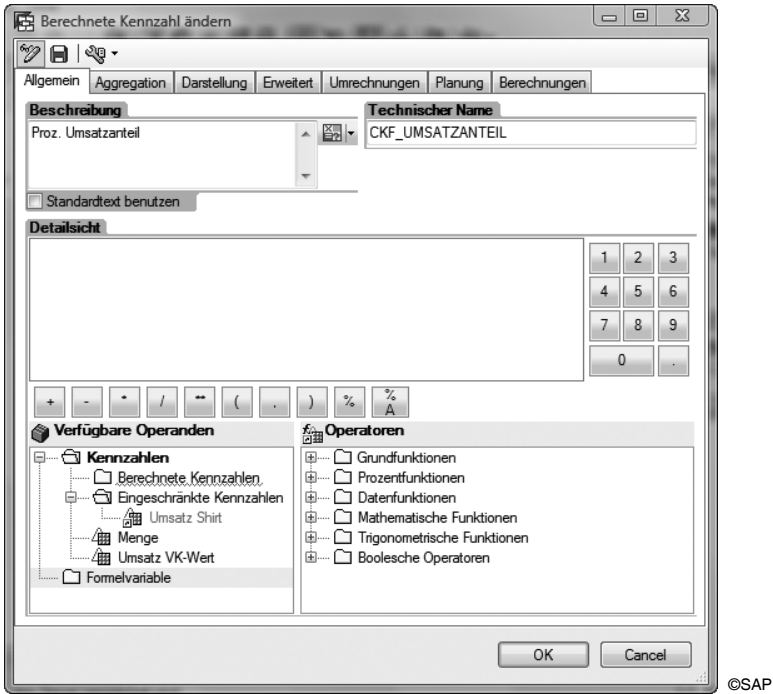 Berechnete Kennzahl ändern
Allgemein Aggregation Darstellung Erweitert Umrechnungen Planung Berechnungen
Beschreibung Technischer Name
Proz. Umsatzanteil CKF_UMSATZANTEIL
Standardtext benutzen
Detailsicht
1 2 3
4 5 6
7 8 9
0 .
+ - * / ** ( , ) % %A
Verfügbare Operanden Operatoren
Kennzahlen Grundfunktionen
Berechnete Kennzahlen Prozentfunktionen
Eingeschränkte Kennzahlen Datenfunktionen
Umsatz Shirt Mathematische Funktionen
Menge Trigonometrische Funktionen
Umsatz VK-Wert Boolesche Operatoren
Formelvariable
OK Cancel
©SAP